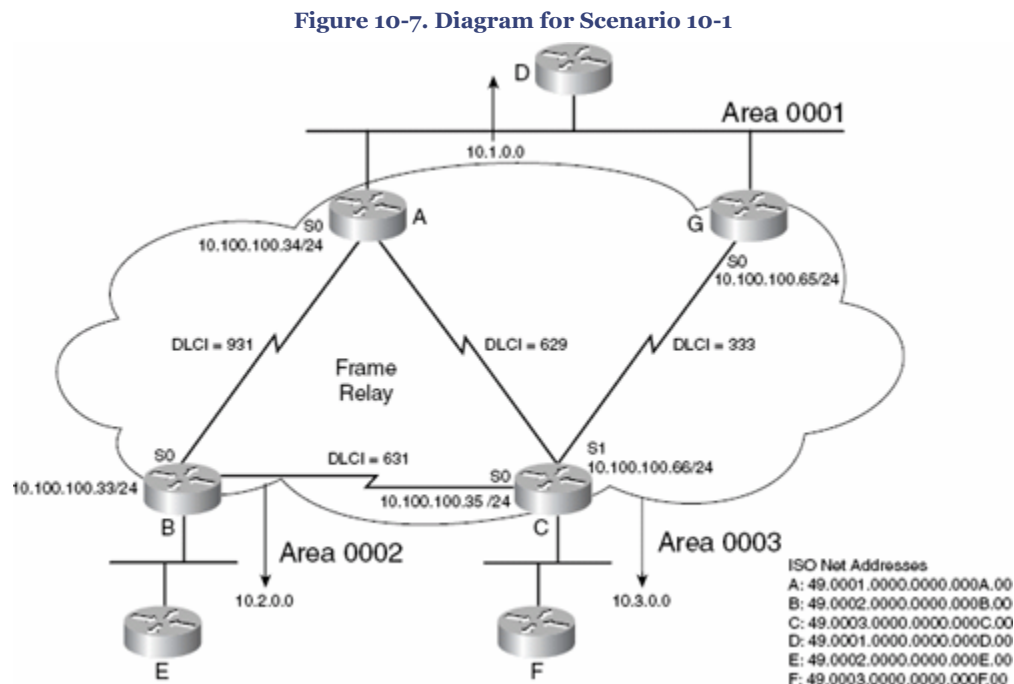 Figure 10-7. Diagram for Scenario 10-1
D
Area 0001
10.1.0.0
A
S0
10.100.100.34/24
G
S0
10.100.100.65/24
DLCI = 931
DLCI = 629
DLCI = 333
Frame
Relay
S0
10.100.100.33/24
B
DLCI = 631
S0
10.100.100.35 /24
S1
10.100.100.66/24
C
Area 0002
10.2.0.0
Area 0003
10.3.0.0
E
F
ISO Net Addresses
A: 49.0001.0000.0000.000A.00
B: 49.0002.0000.0000.000B.00
C: 49.0003.0000.0000.000C.00
D: 49.0001.0000.0000.000D.00
E: 49.0002.0000.0000.000E.00
F: 49.0003.0000.0000.000F.00